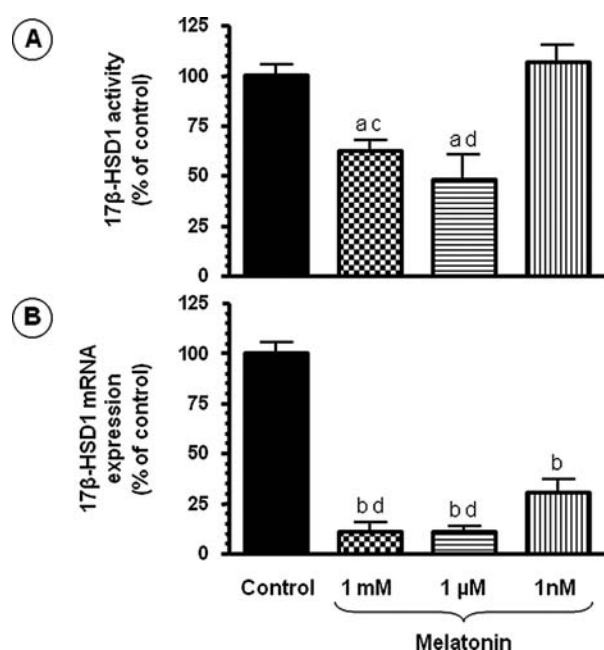 A
17β-HSD1 activity
(% of control)
125
100
75
50
25
0
a c
a d
B
17β-HSD1 mRNA
expression
(% of control)
125
100
75
50
25
0
b d
b d
b
Control
1 mM
1 µM
1nM
Melatonin